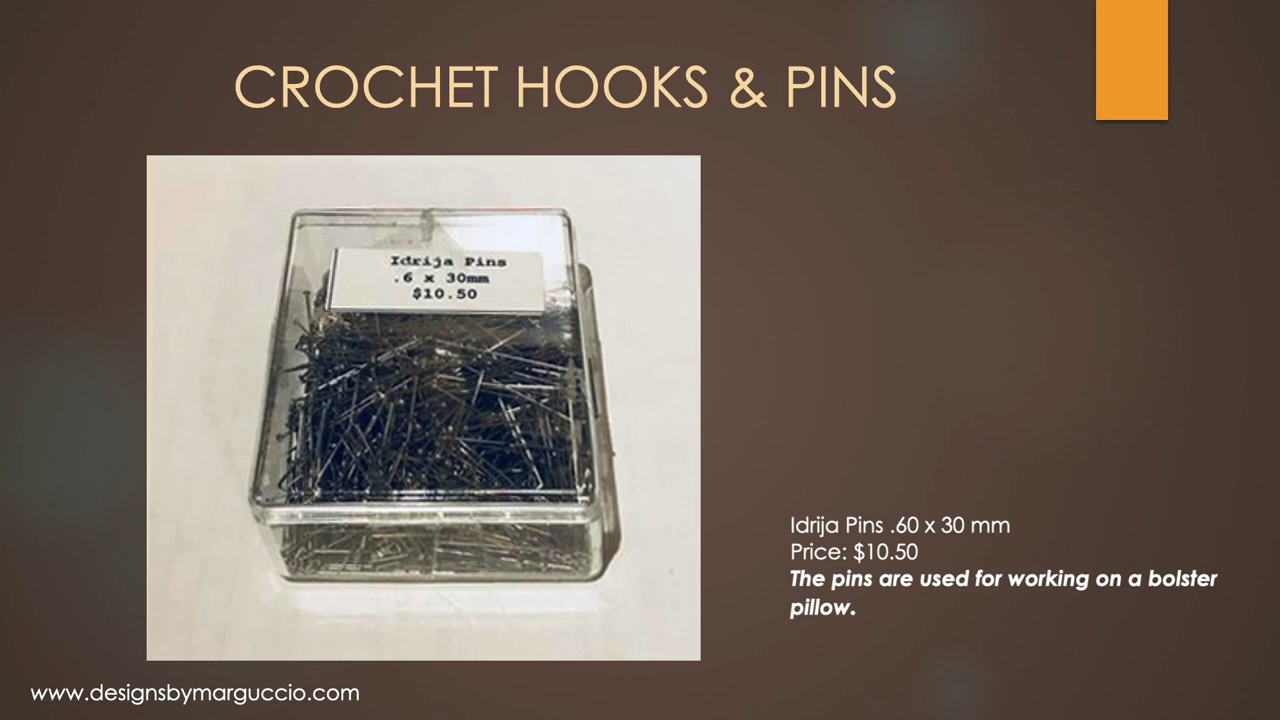 CROCHET HOOKS & PINS
Idrija Pins
.6 x 30mm
$10.50
Idrija Pins .60 x 30 mm
Price: $10.50
The pins are used for working on a bolster
pillow.
www.designsbymarguccio.com